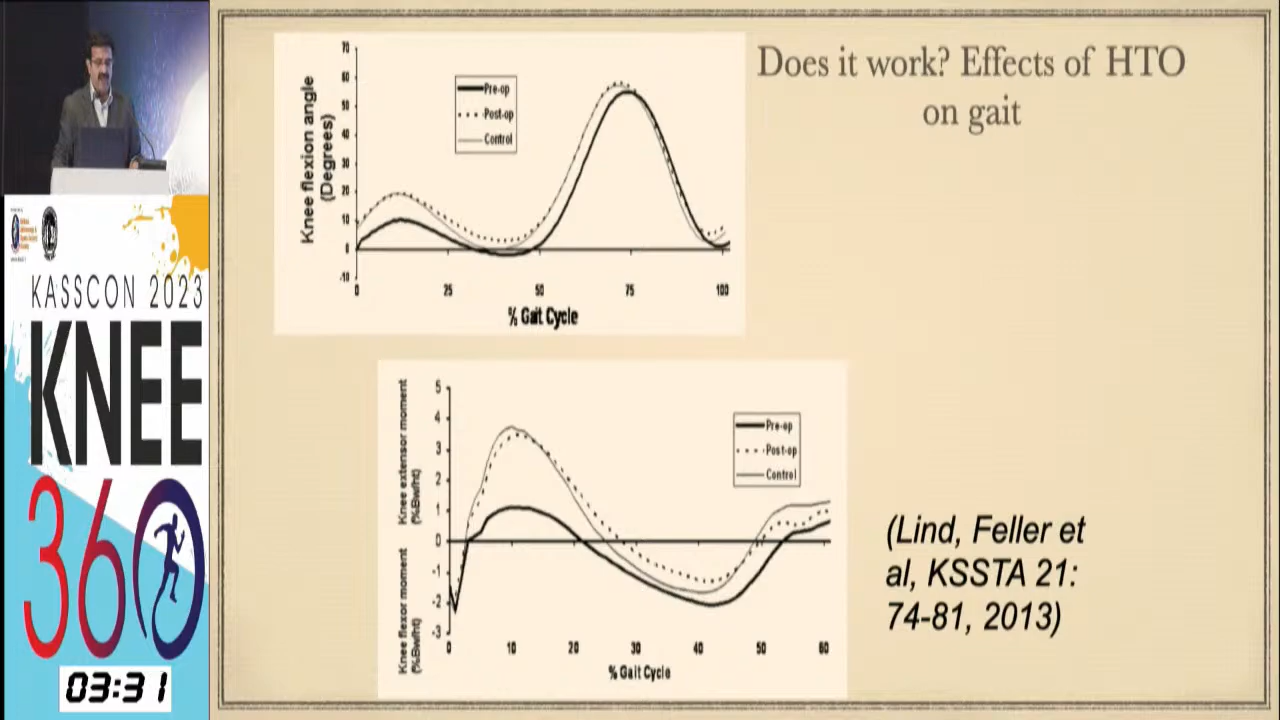 Does it work? Effects of HTO
on gait
Knee flexion angle
(Degrees)
70
60
50
40
30
20
10
0
-10
Pre-op
Post-op
Control
0 25 50 75 100
% Gait Cycle
Knee extensor moment
(%Bw/ht)
Knee flexor moment
(%Bw/ht)
5
4
3
2
1
0
-1
-2
-3
Pre-op
Post-op
Control
0 10 20 30 40 50 60
% Gait Cycle
(Lind, Feller et
al, KSSTA 21:
74-81, 2013)
KASSCON 2023
KNEE
360
03:31